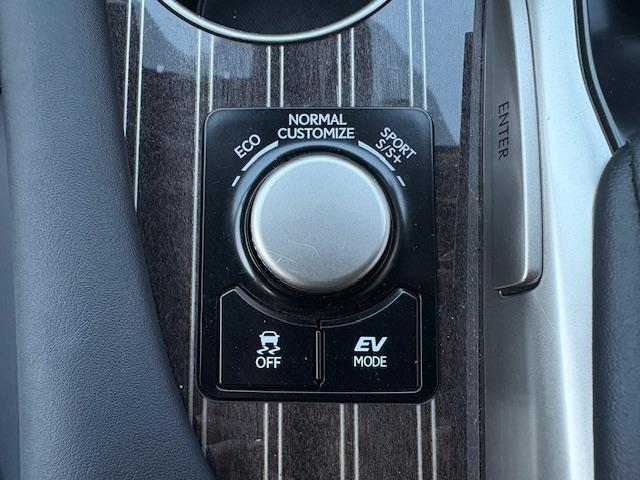 NORMAL
CUSTOMIZE
ECO
SPORT
S/S+
OFF
EV
MODE
ENTER